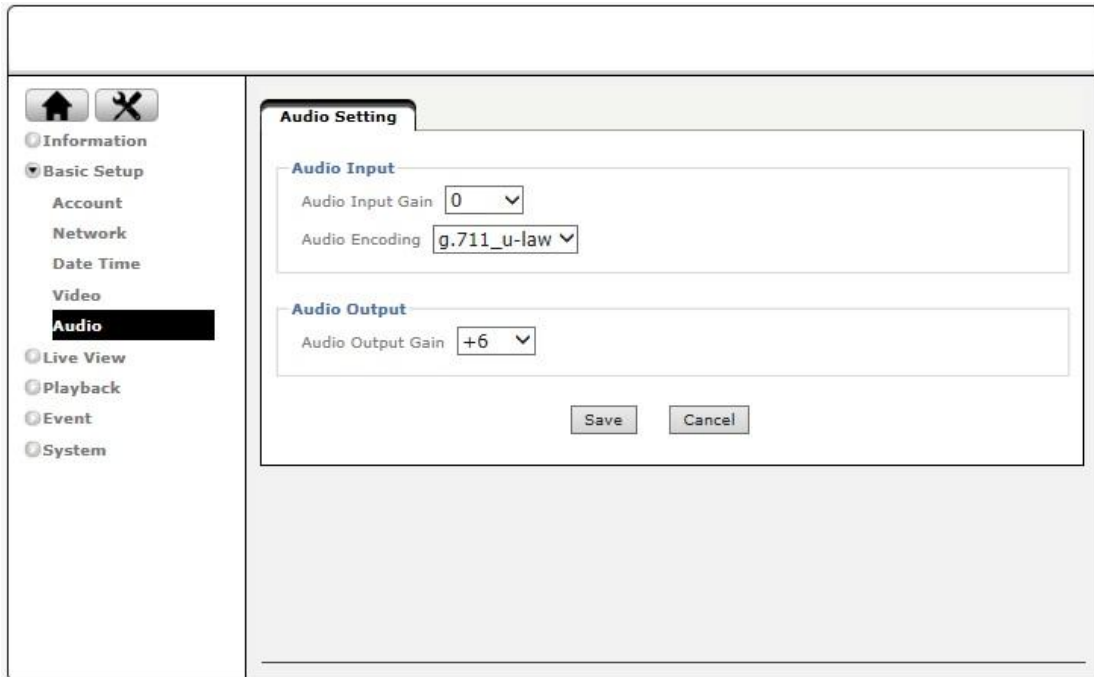 Information
Basic Setup
Account
Network
Date Time
Video
Audio
Live View
Playback
Event
System
Audio Setting
Audio Input
Audio Input Gain 0
Audio Encoding g.711_u-law
Audio Output
Audio Output Gain +6
Save Cancel